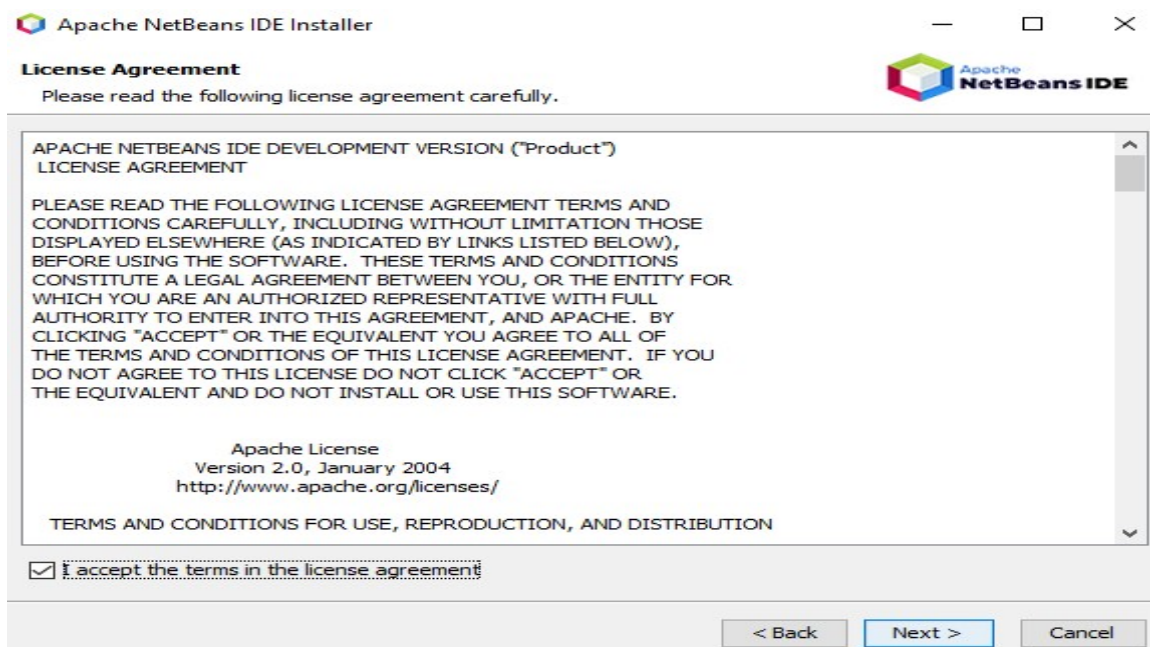 Apache NetBeans IDE Installer
License Agreement
Please read the following license agreement carefully.
Apache
NetBeans IDE
APACHE NETBEANS IDE DEVELOPMENT VERSION ("Product")
LICENSE AGREEMENT
PLEASE READ THE FOLLOWING LICENSE AGREEMENT TERMS AND
CONDITIONS CAREFULLY, INCLUDING WITHOUT LIMITATION THOSE
DISPLAYED ELSEWHERE (AS INDICATED BY LINKS LISTED BELOW),
BEFORE USING THE SOFTWARE.  THESE TERMS AND CONDITIONS
CONSTITUTE A LEGAL AGREEMENT BETWEEN YOU, OR THE ENTITY FOR
WHICH YOU ARE AN AUTHORIZED REPRESENTATIVE WITH FULL
AUTHORITY TO ENTER INTO THIS AGREEMENT, AND APACHE.  BY
CLICKING "ACCEPT" OR THE EQUIVALENT YOU AGREE TO ALL OF
THE TERMS AND CONDITIONS OF THIS LICENSE AGREEMENT.  IF YOU
DO NOT AGREE TO THIS LICENSE DO NOT CLICK "ACCEPT" OR
THE EQUIVALENT AND DO NOT INSTALL OR USE THIS SOFTWARE.
Apache License
Version 2.0, January 2004
http://www.apache.org/licenses/
TERMS AND CONDITIONS FOR USE, REPRODUCTION, AND DISTRIBUTION
I accept the terms in the license agreement
< Back
Next >
Cancel